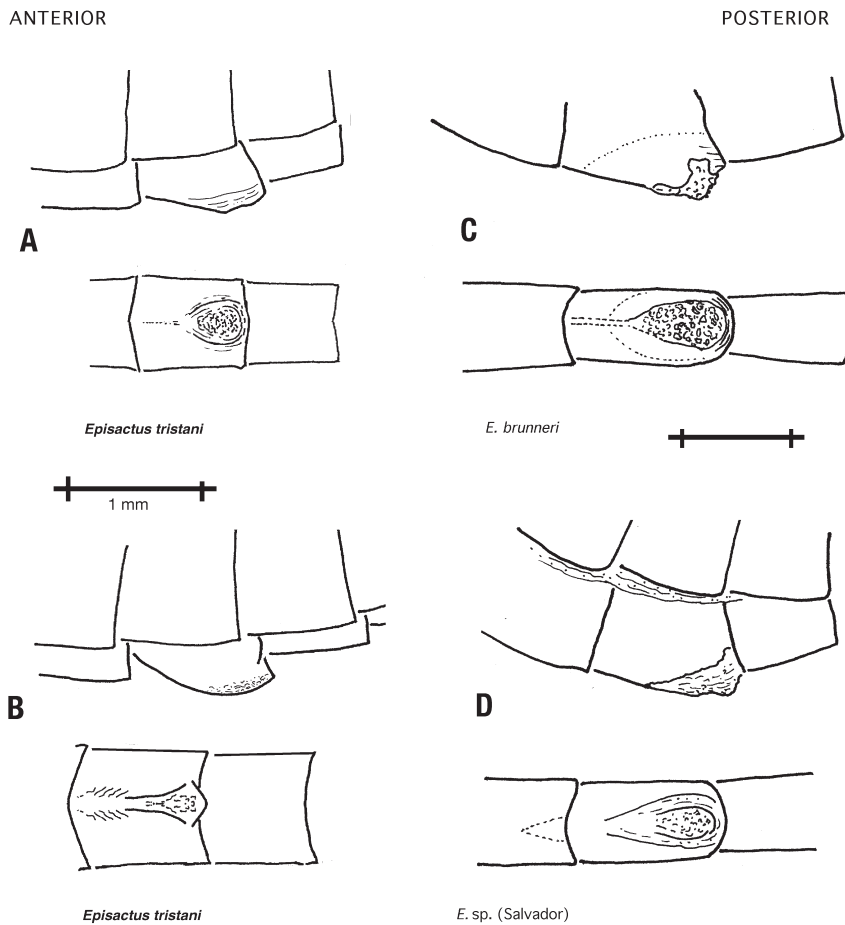 ANTERIOR
POSTERIOR
A
C
Episactus tristani
E. brunneri
1 mm
B
D
Episactus tristani
E. sp. (Salvador)